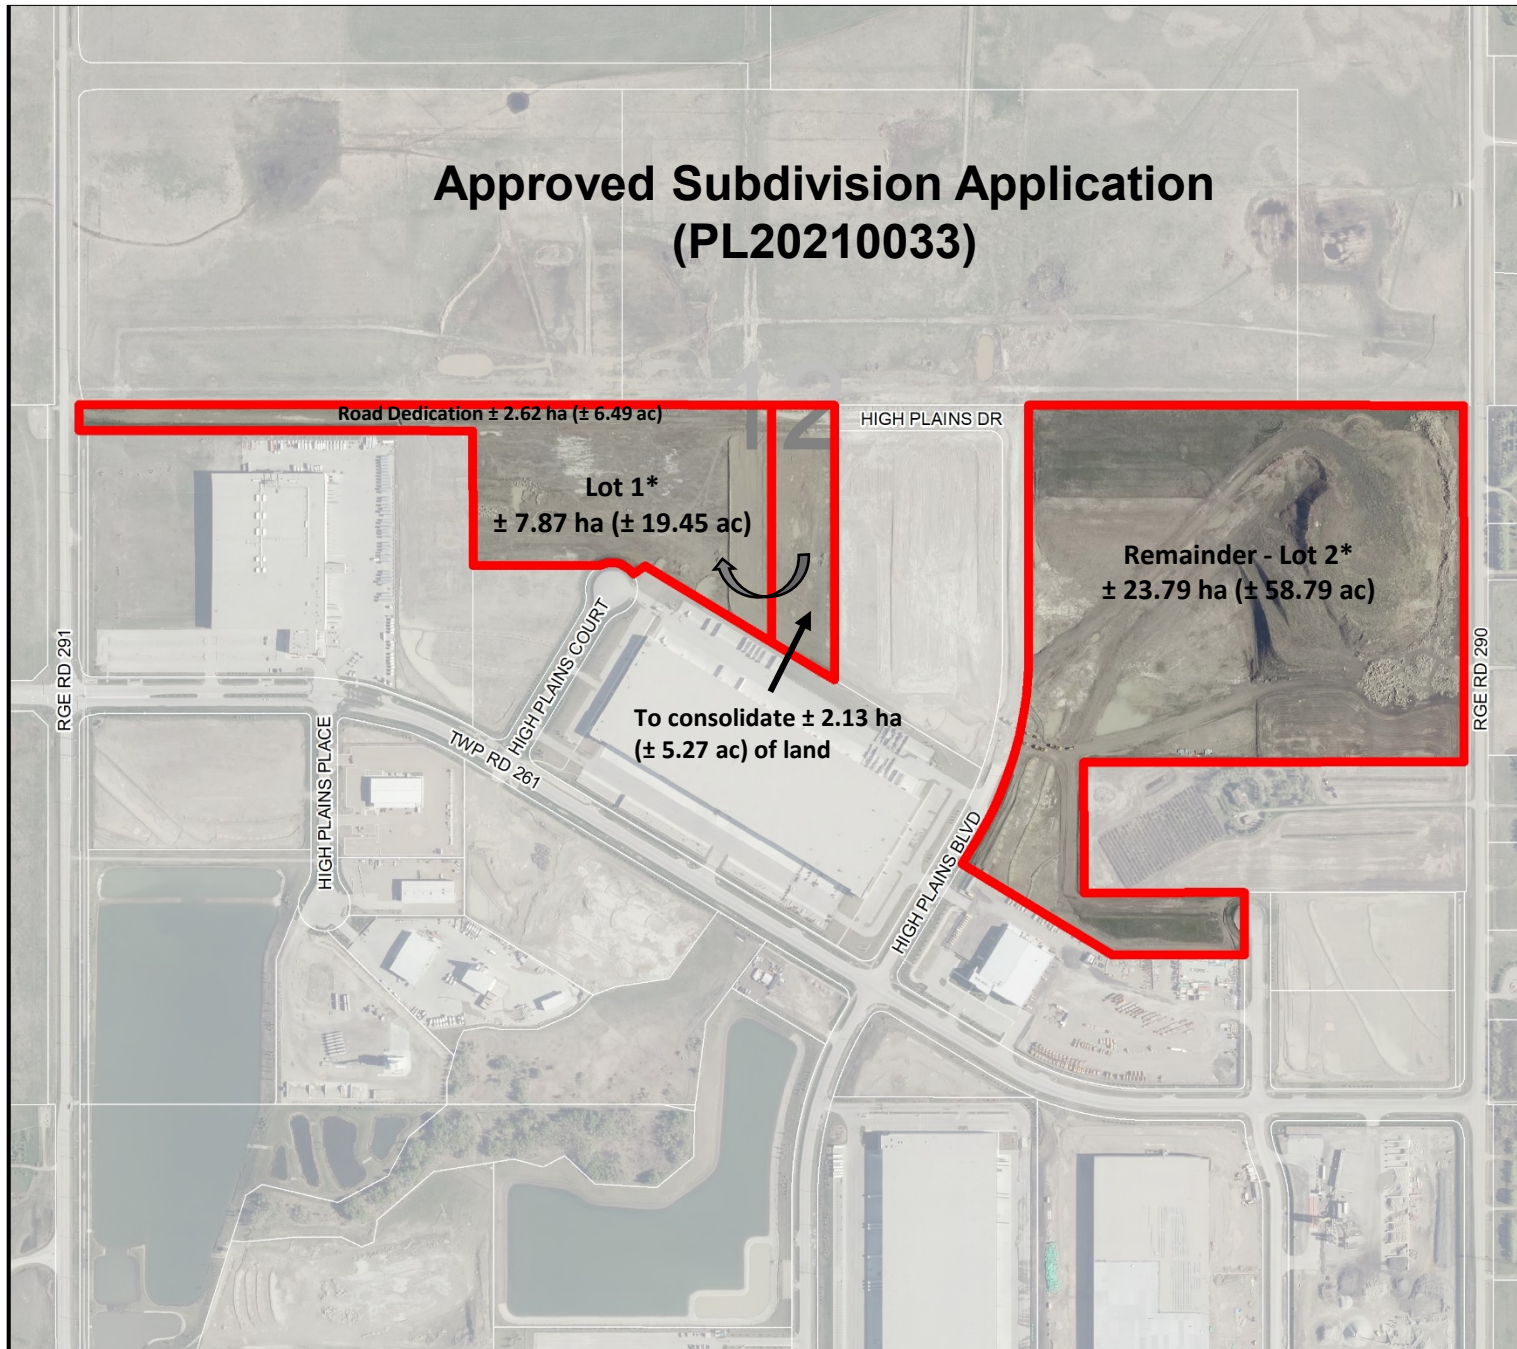 Approved Subdivision Application
(PL20210033)
12
Road Dedication ± 2.62 ha (± 6.49 ac)
HIGH PLAINS DR
Lot 1*
± 7.87 ha (± 19.45 ac)
Remainder - Lot 2*
± 23.79 ha (± 58.79 ac)
RGE RD 291
HIGH PLAINS COURT
RGE RD 290
To consolidate ± 2.13 ha
(± 5.27 ac) of land
TWP RD 261
HIGH PLAINS PLACE
HIGH PLAINS BLVD